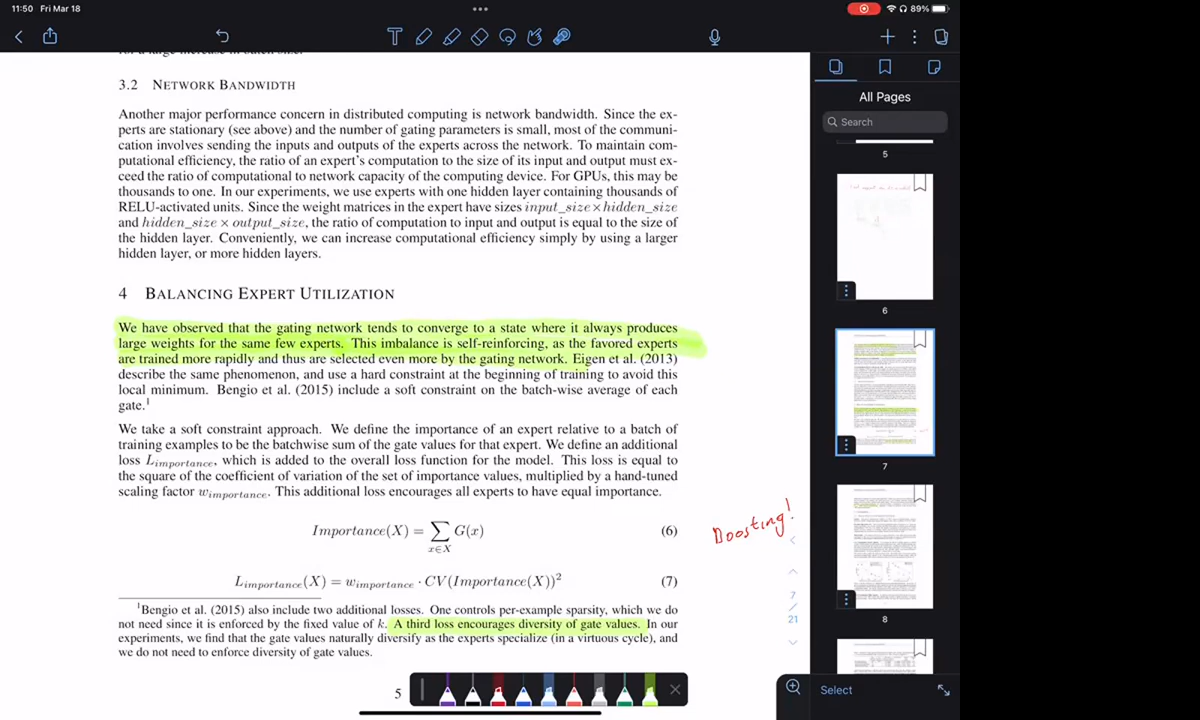 11:50 Fri Mar 18
89%
3.2 NETWORK BANDWIDTH
Another major performance concern in distributed computing is network bandwidth. Since the ex-
perts are stationary (see above) and the number of gating parameters is small, most of the communi-
cation involves sending the inputs and outputs of the experts across the network. To maintain com-
putational efficiency, the ratio of an expert's computation to the size of its input and output must ex-
ceed the ratio of computational to network capacity of the computing device. For GPUs, this may be
thousands to one. In our experiments, we use experts with one hidden layer containing thousands of
RELU-activated units. Since the weight matrices in the expert have sizes input_size×hidden_size
and hidden_size × output_size, the ratio of computation to input and output is equal to the size of
the hidden layer. Conveniently, we can increase computational efficiency simply by using a larger
hidden layer, or more hidden layers.
4 BALANCING EXPERT UTILIZATION
We have observed that the gating network tends to converge to a state where it always produces
large weights for the same few experts. This imbalance is self-reinforcing, as the favored experts
are trained more rapidly and thus are selected even more by the gating network. Eigen et al. (2013)
describe the same phenomenon, and use a hard constraint at the beginning of training to avoid this
local minimum. Bengio et al. (2015) include a soft constraint on the batch-wise average of each
gate.1
We take a soft constraint approach. We define the importance of an expert relative to a batch of
training examples to be the batchwise sum of the gate values for that expert. We define an additional
loss Limportance, which is added to the overall loss function for the model. This loss is equal to
the square of the coefficient of variation of the set of importance values, multiplied by a hand-tuned
scaling factor wimportance. This additional loss encourages all experts to have equal importance.
Importance(X) = ∑ G(x) (6)
x∈X
Boosting!
Limportance(X) = wimportance · CV(Importance(X))2 (7)
1Bengio et al. (2015) also include two additional losses. One controls per-example sparsity, which we do
not need since it is enforced by the fixed value of k. A third loss encourages diversity of gate values. In our
experiments, we find that the gate values naturally diversify as the experts specialize (in a virtuous cycle), and
we do not need to enforce diversity of gate values.
5
7
/
21
All Pages
Search
5
6
7
8
Select